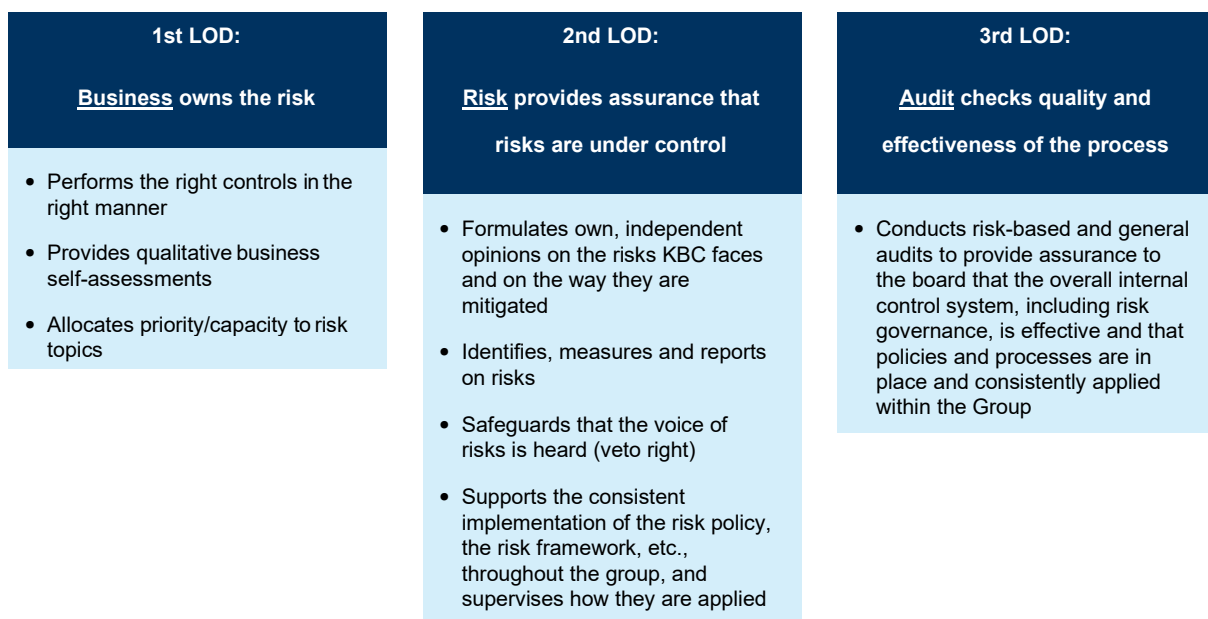 1st LOD:
Business owns the risk
• Performs the right controls in the
right manner
• Provides qualitative business
self-assessments
• Allocates priority/capacity to risk
topics
2nd LOD:
Risk provides assurance that
risks are under control
• Formulates own, independent
opinions on the risks KBC faces
and on the way they are
mitigated
• Identifies, measures and reports
on risks
• Safeguards that the voice of
risks is heard (veto right)
• Supports the consistent
implementation of the risk policy,
the risk framework, etc.,
throughout the group, and
supervises how they are applied
3rd LOD:
Audit checks quality and
effectiveness of the process
• Conducts risk-based and general
audits to provide assurance to
the board that the overall internal
control system, including risk
governance, is effective and that
policies and processes are in
place and consistently applied
within the Group